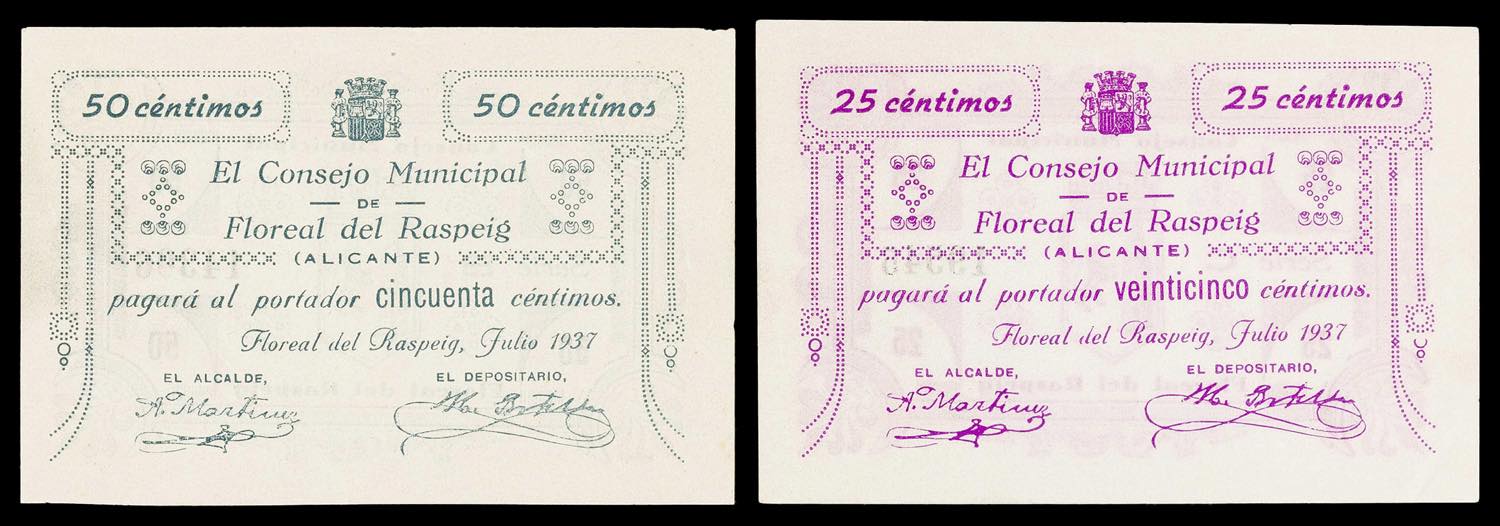 50 céntimos 50 céntimos
El Consejo Municipal
DE
Floreal del Raspeig
(ALICANTE)
pagará al portador cincuenta céntimos.
Floreal del Raspeig, Julio 1937
EL ALCALDE, EL DEPOSITARIO,
A. Martinez
25 céntimos 25 céntimos
El Consejo Municipal
DE
Floreal del Raspeig
(ALICANTE)
pagará al portador veinticinco céntimos.
Floreal del Raspeig, Julio 1937
EL ALCALDE, EL DEPOSITARIO,
A. Martinez